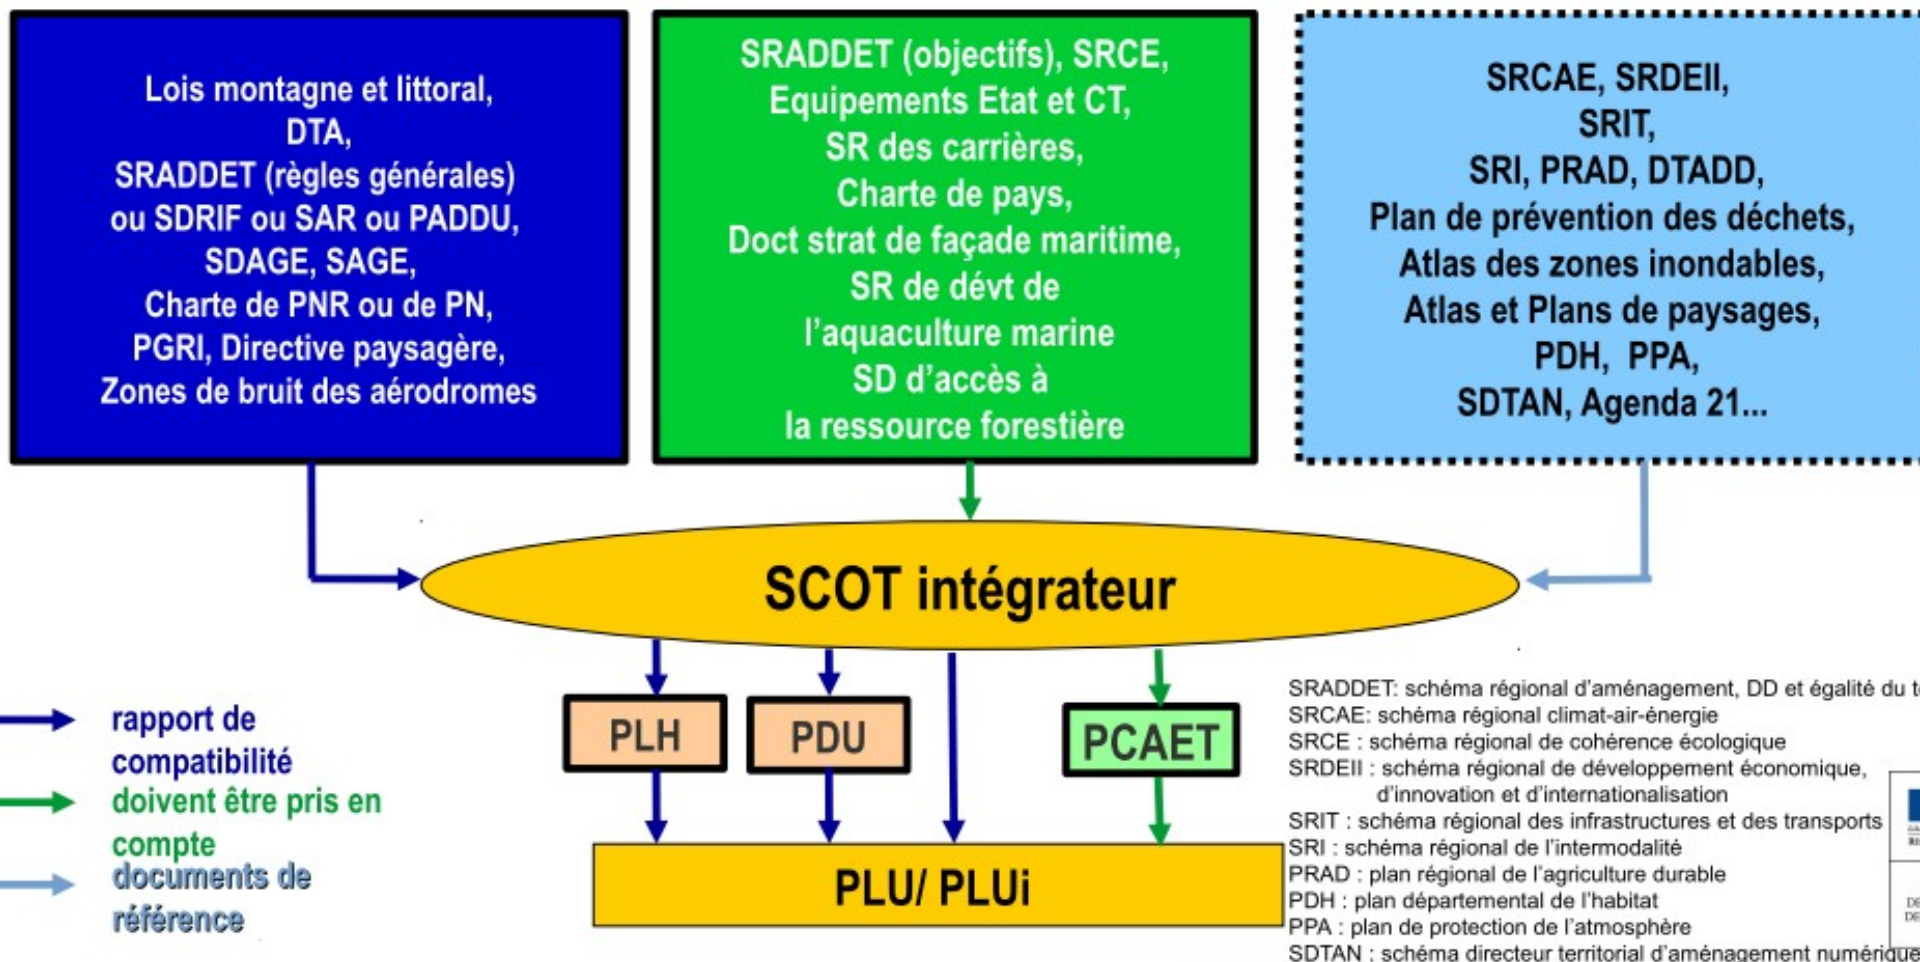 Lois montagne et littoral,
DTA,
SRADDET (règles générales)
ou SDRIF ou SAR ou PADDU,
SDAGE, SAGE,
Charte de PNR ou de PN,
PGRI, Directive paysagère,
Zones de bruit des aérodromes
SRADDET (objectifs), SRCE,
Equipements Etat et CT,
SR des carrières,
Charte de pays,
Doct strat de façade maritime,
SR de dévt de
l'aquaculture marine
SD d'accès à
la ressource forestière
SRCAE, SRDEII,
SRIT,
SRI, PRAD, DTADD,
Plan de prévention des déchets,
Atlas des zones inondables,
Atlas et Plans de paysages,
PDH, PPA,
SDTAN, Agenda 21...
SCOT intégrateur
PLH
PDU
PCAET
PLU/ PLUi
rapport de
compatibilité
doivent être pris en
compte
documents de
référence
SRADDET: schéma régional d'aménagement, DD et égalité du
SRCAE: schéma régional climat-air-énergie
SRCE : schéma régional de cohérence écologique
SRDEII : schéma régional de développement économique,
d'innovation et d'internationalisation
SRIT : schéma régional des infrastructures et des transports
SRI : schéma régional de l'intermodalité
PRAD : plan régional de l'agriculture durable
PDH : plan départemental de l'habitat
PPA : plan de protection de l'atmosphère
SDTAN : schéma directeur territorial d'aménagement numérique